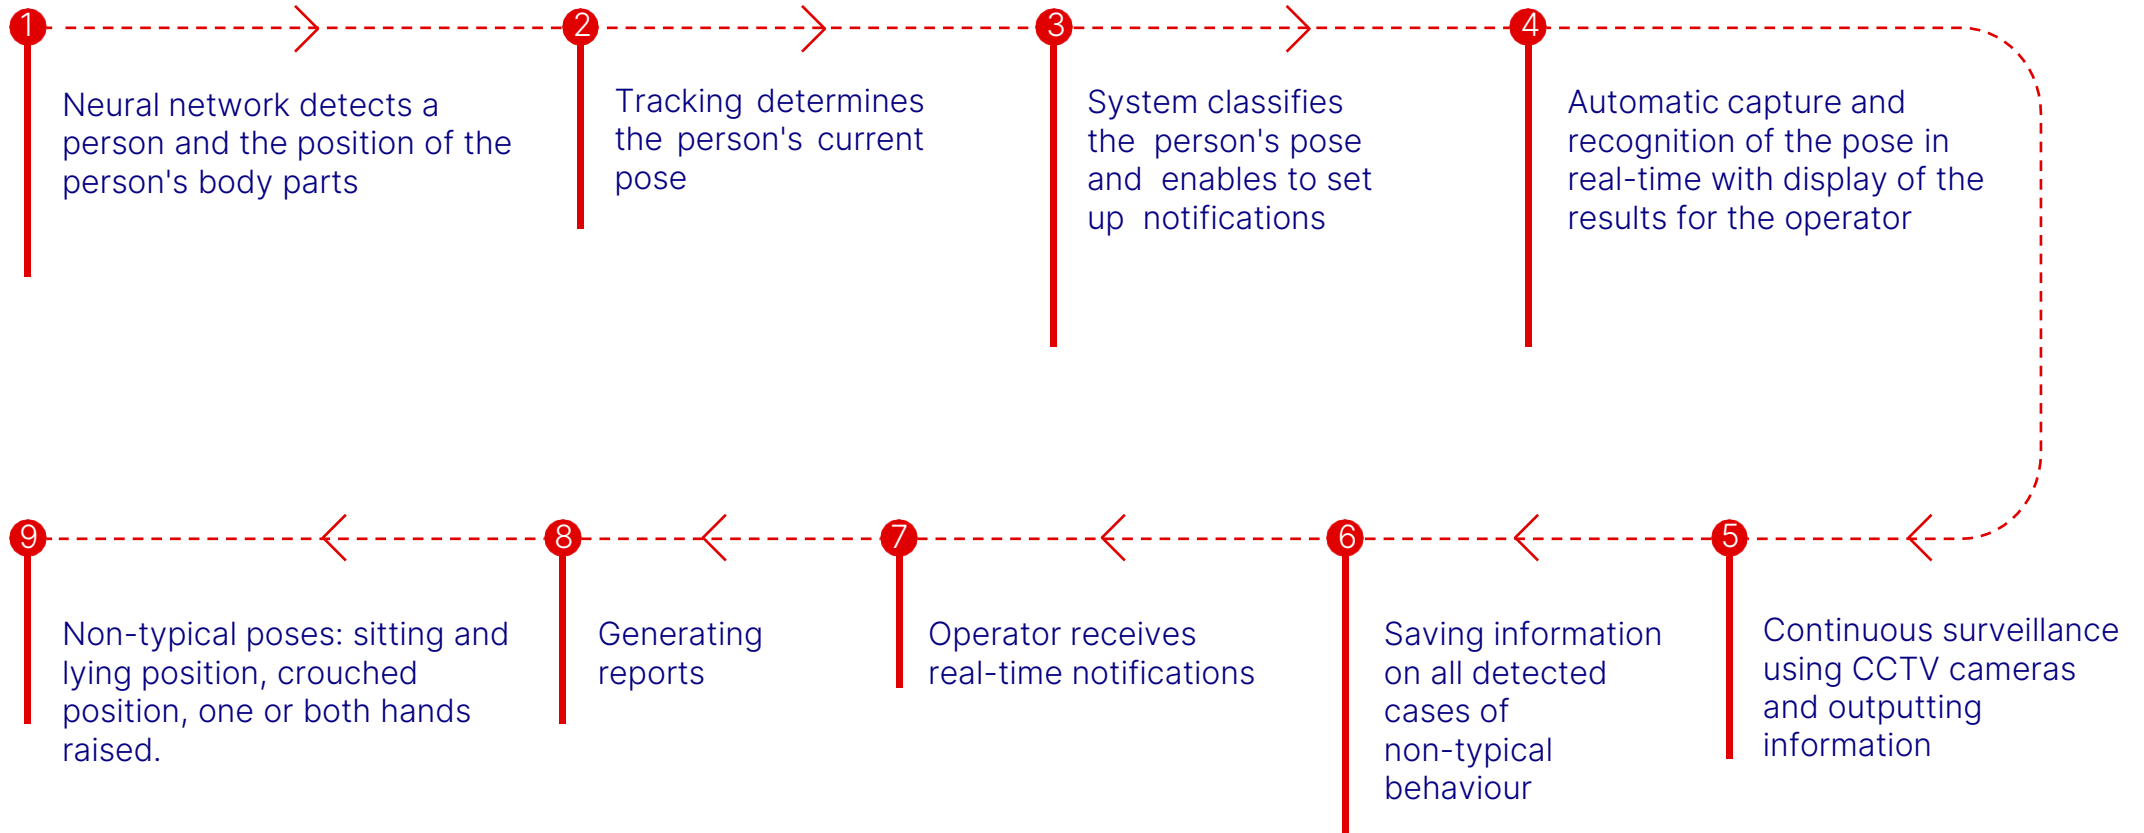 1
Neural network detects a
person and the position of the
person's body parts
2
Tracking determines
the person's current
pose
3
System classifies
the person's pose
and enables to set
up notifications
4
Automatic capture and
recognition of the pose in
real-time with display of the
results for the operator
5
Continuous surveillance
using CCTV cameras
and outputting
information
6
Saving information
on all detected
cases of
non-typical
behaviour
7
Operator receives
real-time notifications
8
Generating
reports
9
Non-typical poses: sitting and
lying position, crouched
position, one or both hands
raised.